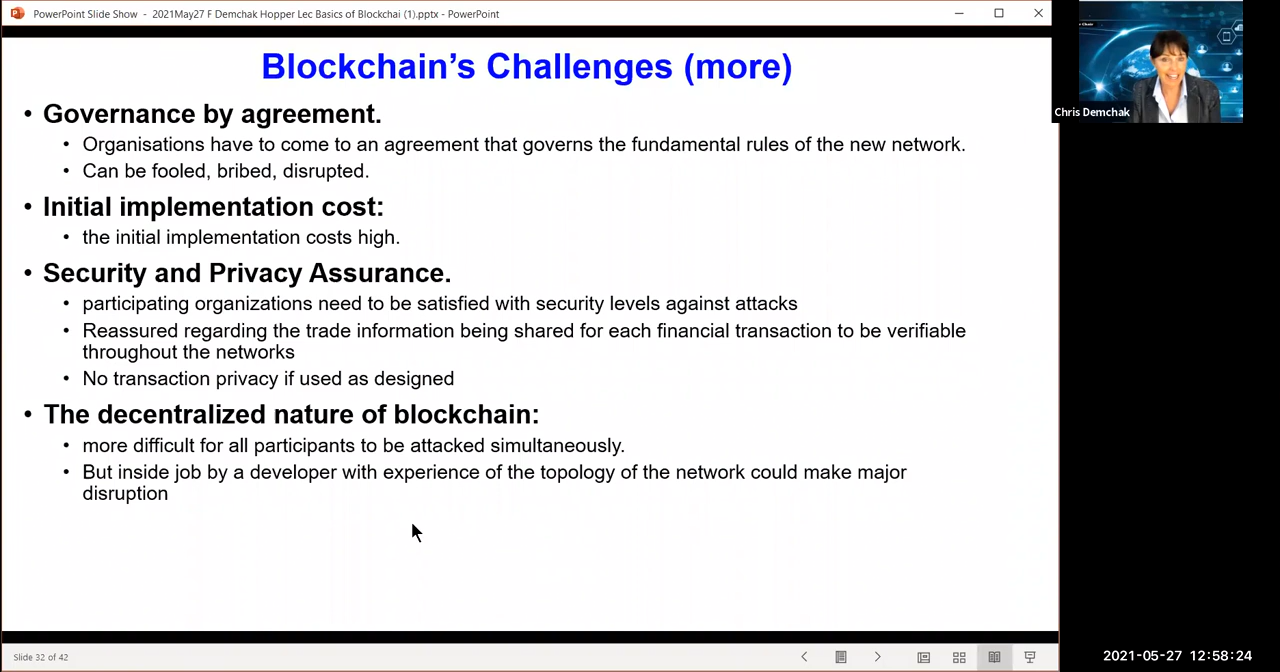 PowerPoint Slide Show - 2021May27 F Demchak Hopper Lec Basics of Blockchai (1).pptx - PowerPoint
Blockchain's Challenges (more)
• Governance by agreement.
• Organisations have to come to an agreement that governs the fundamental rules of the new network.
• Can be fooled, bribed, disrupted.
• Initial implementation cost:
• the initial implementation costs high.
• Security and Privacy Assurance.
• participating organizations need to be satisfied with security levels against attacks
• Reassured regarding the trade information being shared for each financial transaction to be verifiable
throughout the networks
• No transaction privacy if used as designed
• The decentralized nature of blockchain:
• more difficult for all participants to be attacked simultaneously.
• But inside job by a developer with experience of the topology of the network could make major
disruption
Chris Demchak
Slide 32 of 42
2021-05-27 12:58:24